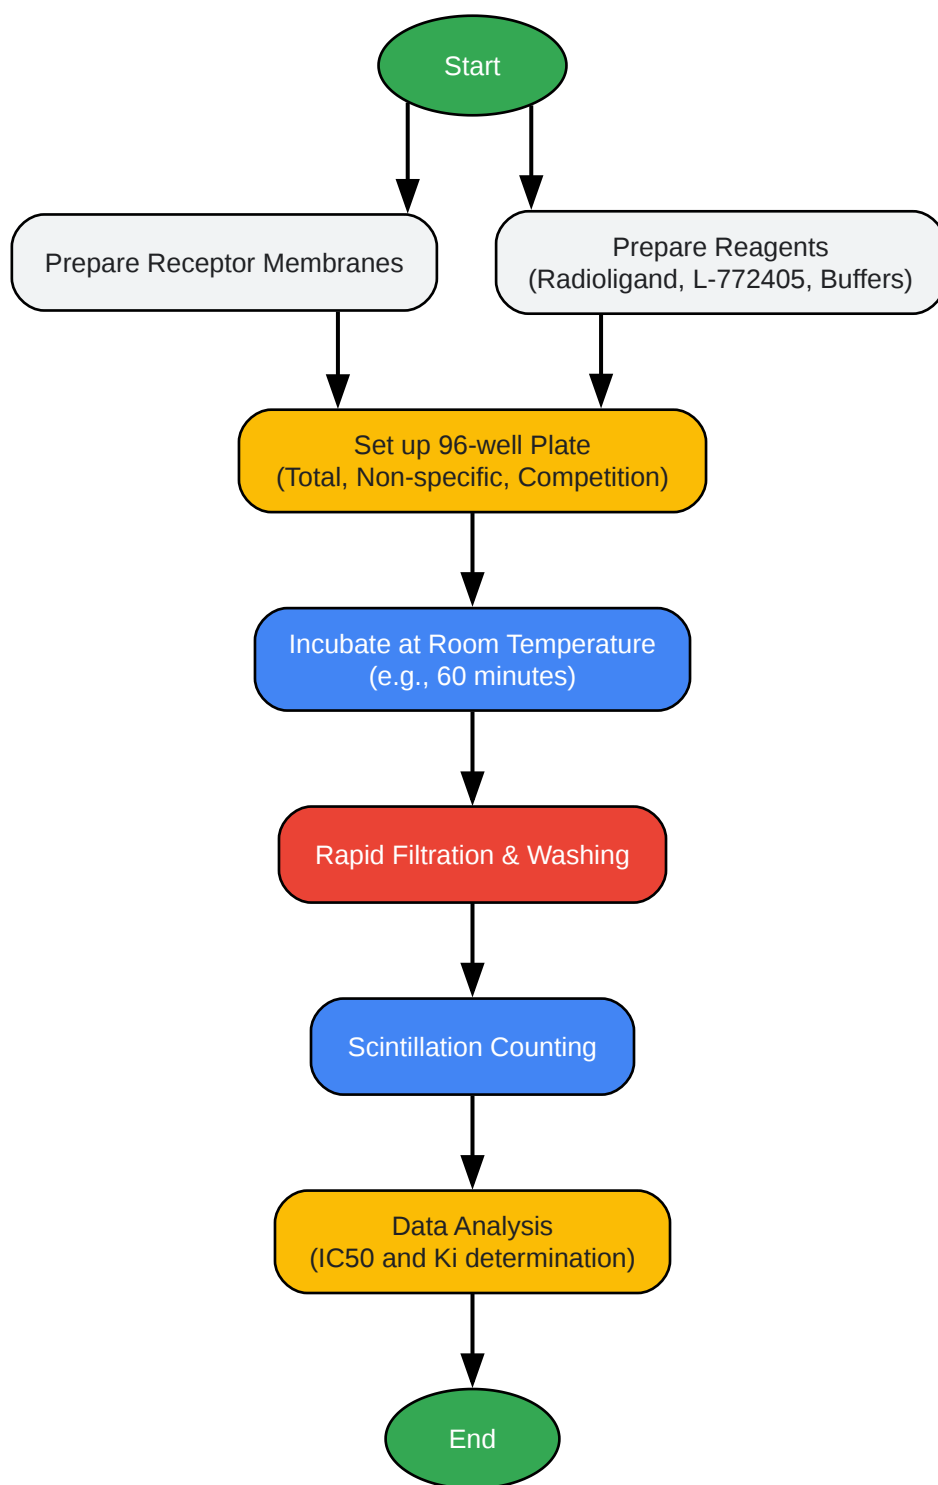 Start
Prepare Receptor Membranes
Prepare Reagents
(Radioligand, L-772405, Buffers)
Set up 96-well Plate
(Total, Non-specific, Competition)
Incubate at Room Temperature
(e.g., 60 minutes)
Rapid Filtration & Washing
Scintillation Counting
Data Analysis
(IC50 and Ki determination)
End